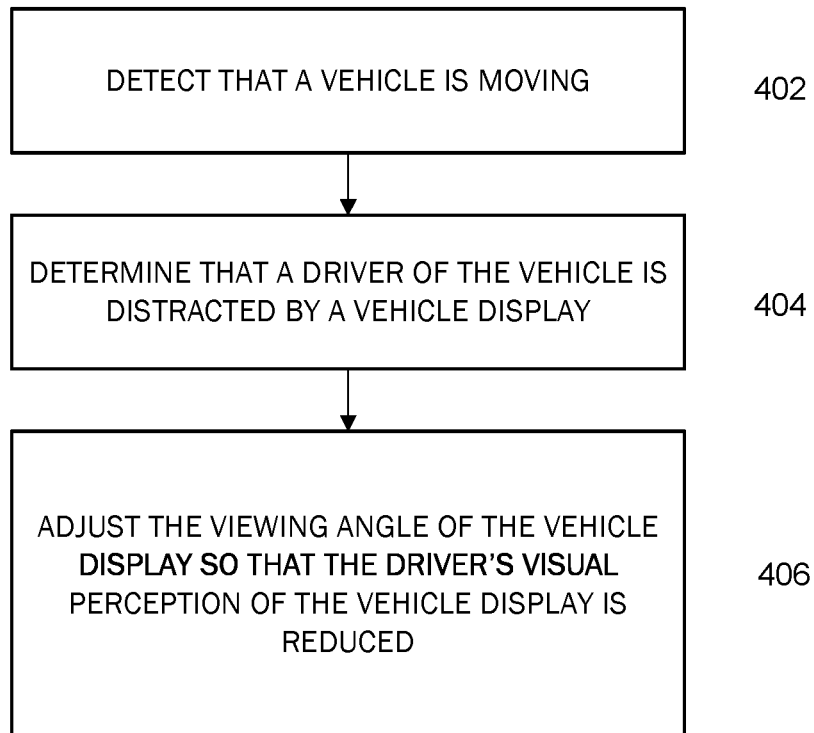 DETECT THAT A VEHICLE IS MOVING
402
DETERMINE THAT A DRIVER OF THE VEHICLE IS
DISTRACTED BY A VEHICLE DISPLAY
404
ADJUST THE VIEWING ANGLE OF THE VEHICLE
DISPLAY SO THAT THE DRIVER'S VISUAL
PERCEPTION OF THE VEHICLE DISPLAY IS
REDUCED
406